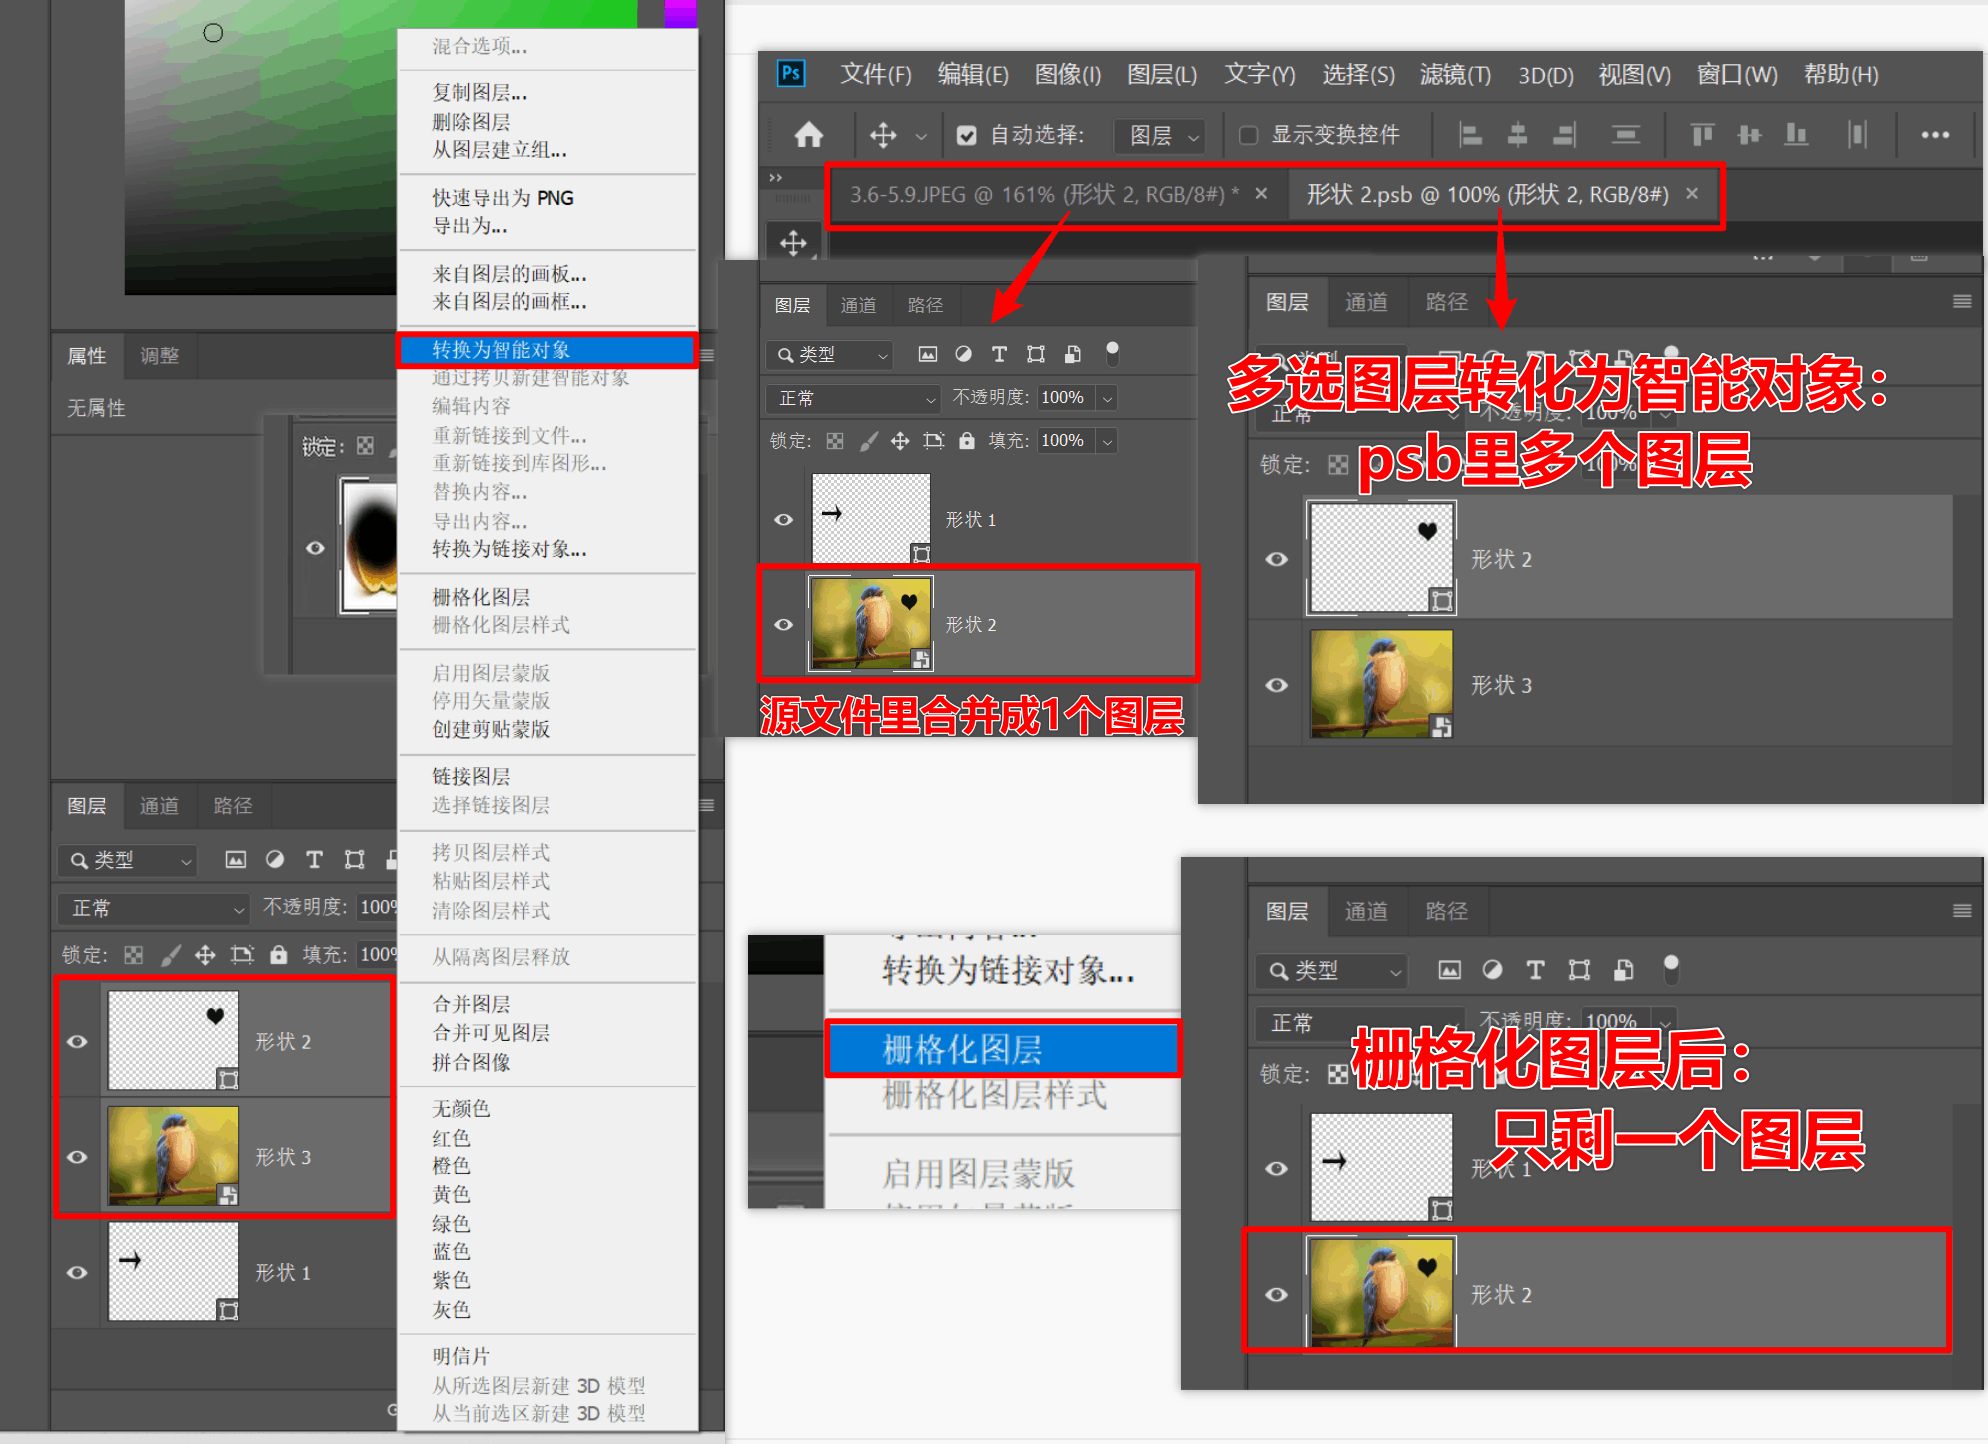 混合选项...
复制图层...
删除图层
从图层建立组...
快速导出为 PNG
导出为...
来自图层的画板...
来自图层的画框...
转换为智能对象
通过拷贝新建智能对象
编辑内容
重新链接到文件...
重新链接到库图形...
替换内容...
导出内容...
转换为链接对象...
栅格化图层
栅格化图层样式
启用图层蒙版
停用矢量蒙版
创建剪贴蒙版
链接图层
选择链接图层
拷贝图层样式
粘贴图层样式
清除图层样式
从隔离图层释放
合并图层
合并可见图层
拼合图像
无颜色
红色
橙色
黄色
绿色
蓝色
紫色
灰色
明信片
从所选图层新建 3D 模型
从当前选区新建 3D 模型
属性 调整
无属性
锁定:
图层 通道 路径
类型
正常 不透明度: 100%
锁定: 填充: 100%
形状 2
形状 3
形状 1
Ps 文件(F) 编辑(E) 图像(I) 图层(L) 文字(Y) 选择(S) 滤镜(T) 3D(D) 视图(V) 窗口(W) 帮助(H)
自动选择: 图层 显示变换控件
3.6-5.9.JPEG @ 161% (形状 2, RGB/8#) * × 形状 2.psb @ 100% (形状 2, RGB/8#) ×
图层 通道 路径
类型
正常 不透明度: 100%
锁定: 填充: 100%
形状 1
形状 2
源文件里合并成1个图层
图层 通道 路径
类型
多选图层转化为智能对象：
正常 不透明度: 100%
psb里多个图层
锁定: 100%
形状 2
形状 3
转换为链接对象...
栅格化图层
栅格化图层样式
启用图层蒙版
图层 通道 路径
类型
正常 不透明度: 100%
锁定:
栅格化图层后：
只剩一个图层
形状 1
形状 2